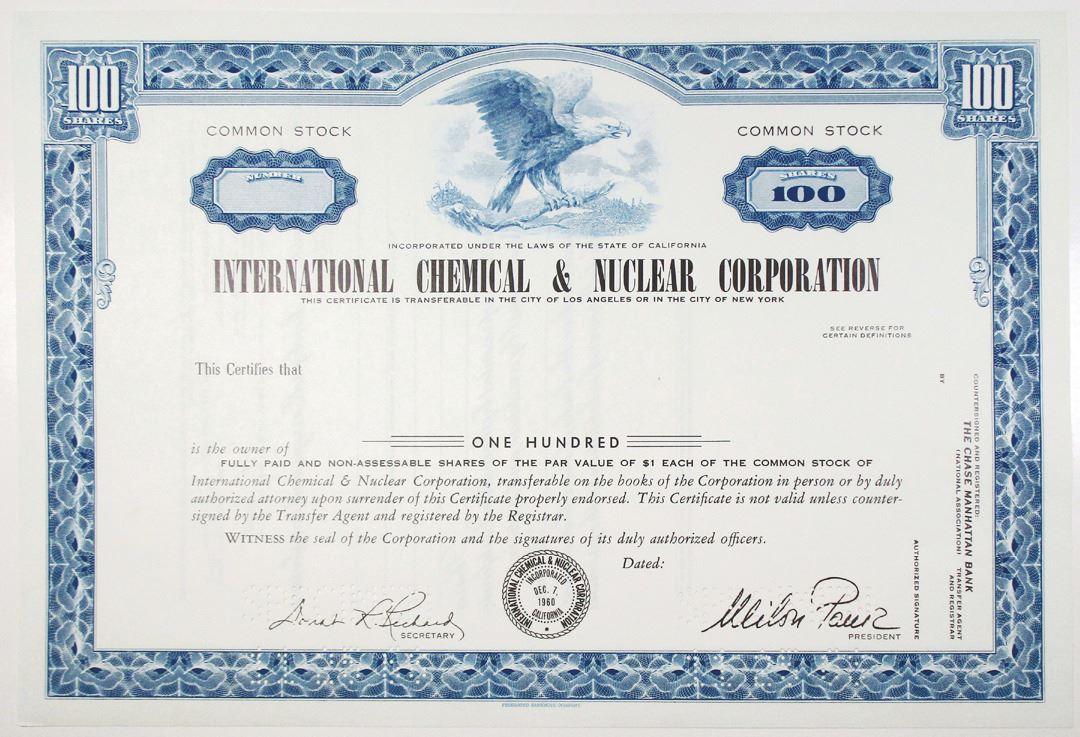 100
SHARES
100
SHARES
COMMON STOCK
COMMON STOCK
NUMBER
SHARES
100
INCORPORATED UNDER THE LAWS OF THE STATE OF CALIFORNIA
INTERNATIONAL CHEMICAL & NUCLEAR CORPORATION
THIS CERTIFICATE IS TRANSFERABLE IN THE CITY OF LOS ANGELES OR IN THE CITY OF NEW YORK
SEE REVERSE FOR
CERTAIN DEFINITIONS
This Certifies that
ONE HUNDRED
is the owner of
FULLY PAID AND NON-ASSESSABLE SHARES OF THE PAR VALUE OF $1 EACH OF THE COMMON STOCK OF
International Chemical & Nuclear Corporation, transferable on the books of the Corporation in person or by duly
authorized attorney upon surrender of this Certificate properly endorsed. This Certificate is not valid unless counter-
signed by the Transfer Agent and registered by the Registrar.
WITNESS the seal of the Corporation and the signatures of its duly authorized officers.
Dated:
INTERNATIONAL CHEMICAL & NUCLEAR CORPORATION
INCORPORATED
DEC. 7,
1960
CALIFORNIA
SECRETARY
PRESIDENT
COUNTERSIGNED AND REGISTERED:
THE CHASE MANHATTAN BANK
(NATIONAL ASSOCIATION) TRANSFER AGENT
AND REGISTRAR
BY
AUTHORIZED SIGNATURE